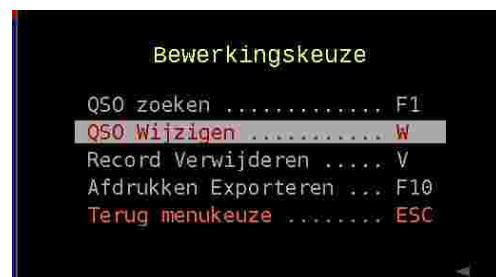 Bewerkingskeuze
QSO zoeken ............. F1
QSO Wijzigen ........... W
Record Verwijderen ..... V
Afdrukken Exporteren ... F10
Terug menukeuze ........ ESC